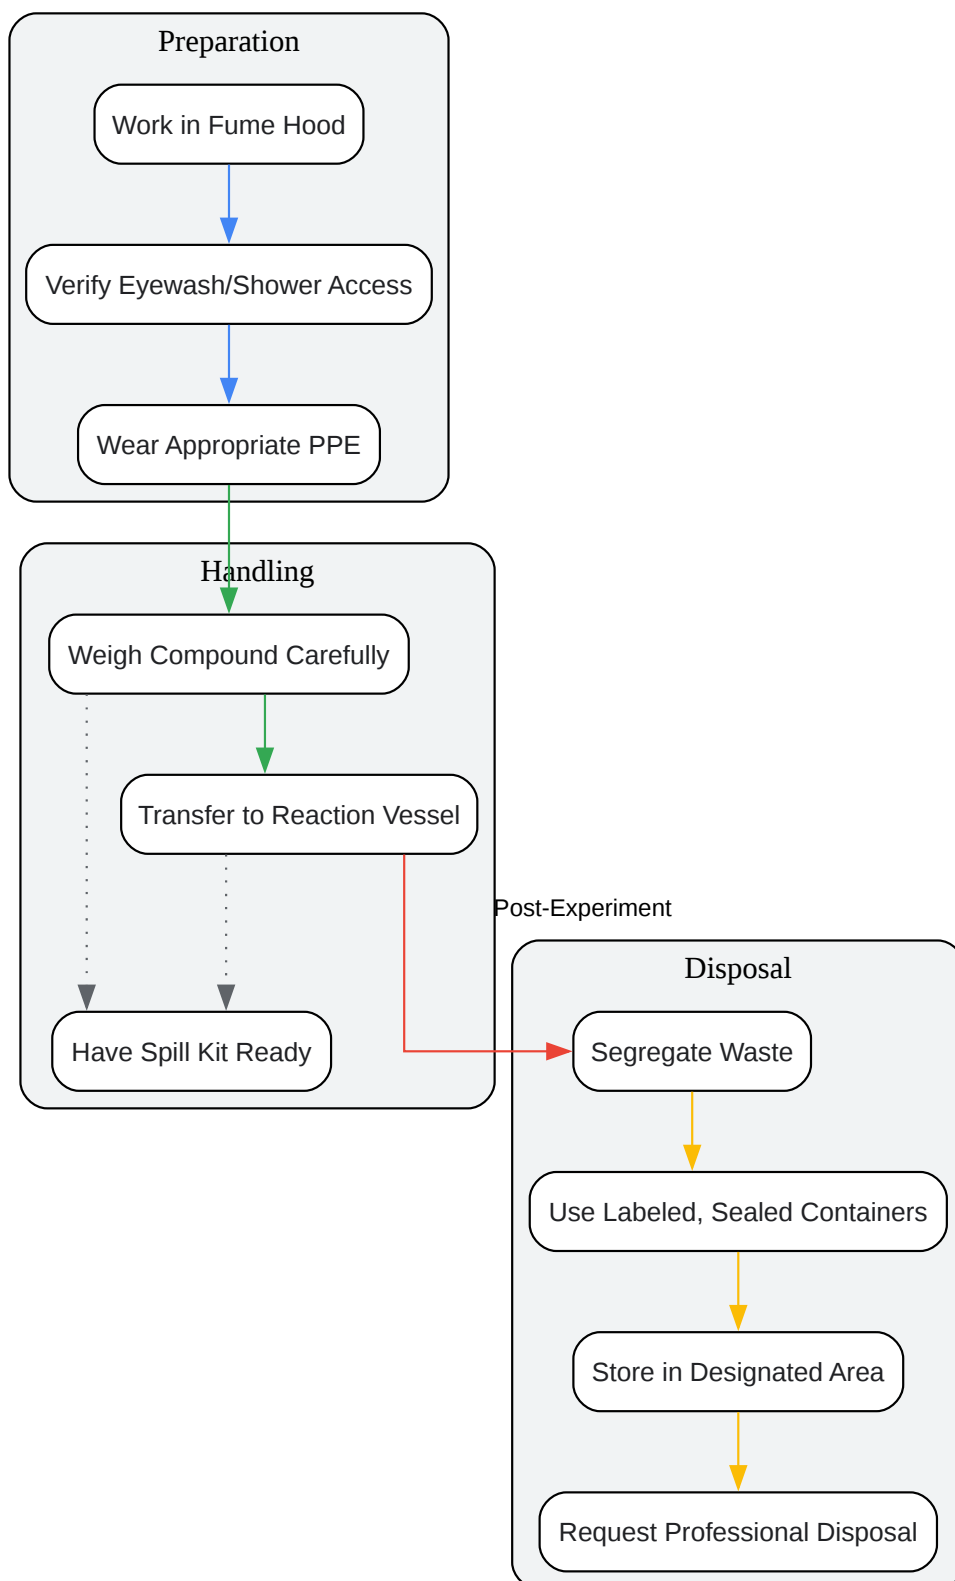 Preparation
Work in Fume Hood
Verify Eyewash/Shower Access
Wear Appropriate PPE
Handling
Weigh Compound Carefully
Transfer to Reaction Vessel
Post-Experiment
Have Spill Kit Ready
Disposal
Segregate Waste
Use Labeled, Sealed Containers
Store in Designated Area
Request Professional Disposal